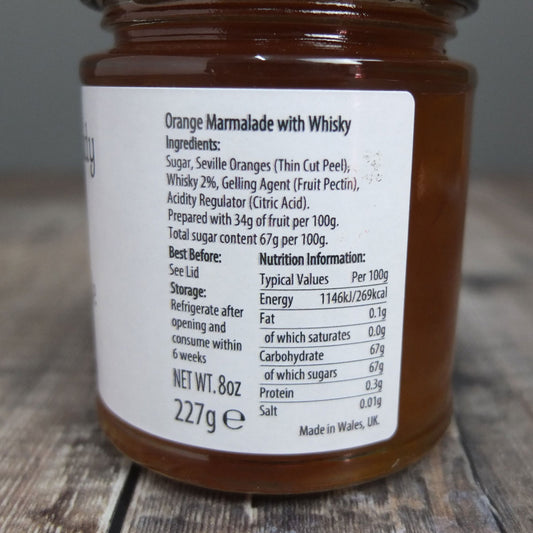 Orange Marmalade with Whisky
Ingredients:
Sugar, Seville Oranges (Thin Cut Peel),
Whisky 2%, Gelling Agent (Fruit Pectin),
Acidity Regulator (Citric Acid).
Prepared with 34g of fruit per 100g.
Total sugar content 67g per 100g.
Best Before:
See Lid
Storage:
Refrigerate after
opening and
consume within
6 weeks
NET WT. 8oz
227g ℮
Nutrition Information:
Typical Values Per 100g
Energy 1146kJ/269kcal
Fat 0.1g
of which saturates 0.0g
Carbohydrate 67g
of which sugars 67g
Protein 0.3g
Salt 0.01g
Made in Wales, UK.